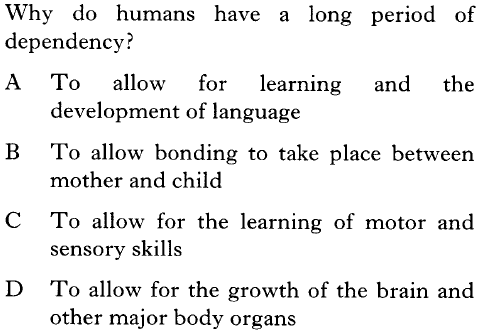 Why do humans have a long period of
dependency?
A To allow for learning and the
development of language
B To allow bonding to take place between
mother and child
C To allow for the learning of motor and
sensory skills
D To allow for the growth of the brain and
other major body organs